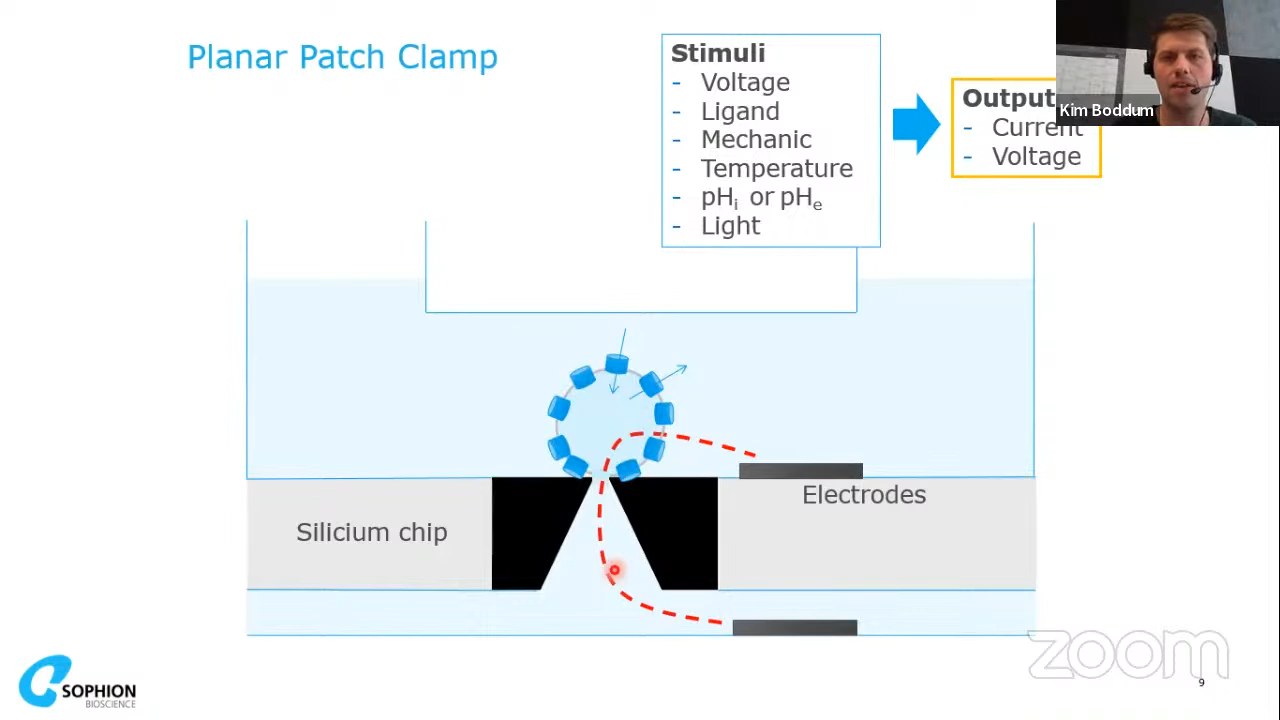 Planar Patch Clamp
Stimuli
- Voltage
- Ligand
- Mechanic
- Temperature
- pHi or pHe
- Light
Output
- Current
- Voltage
Kim Boddum
Electrodes
Silicium chip
zoom
SOPHION
BIOSCIENCE
9